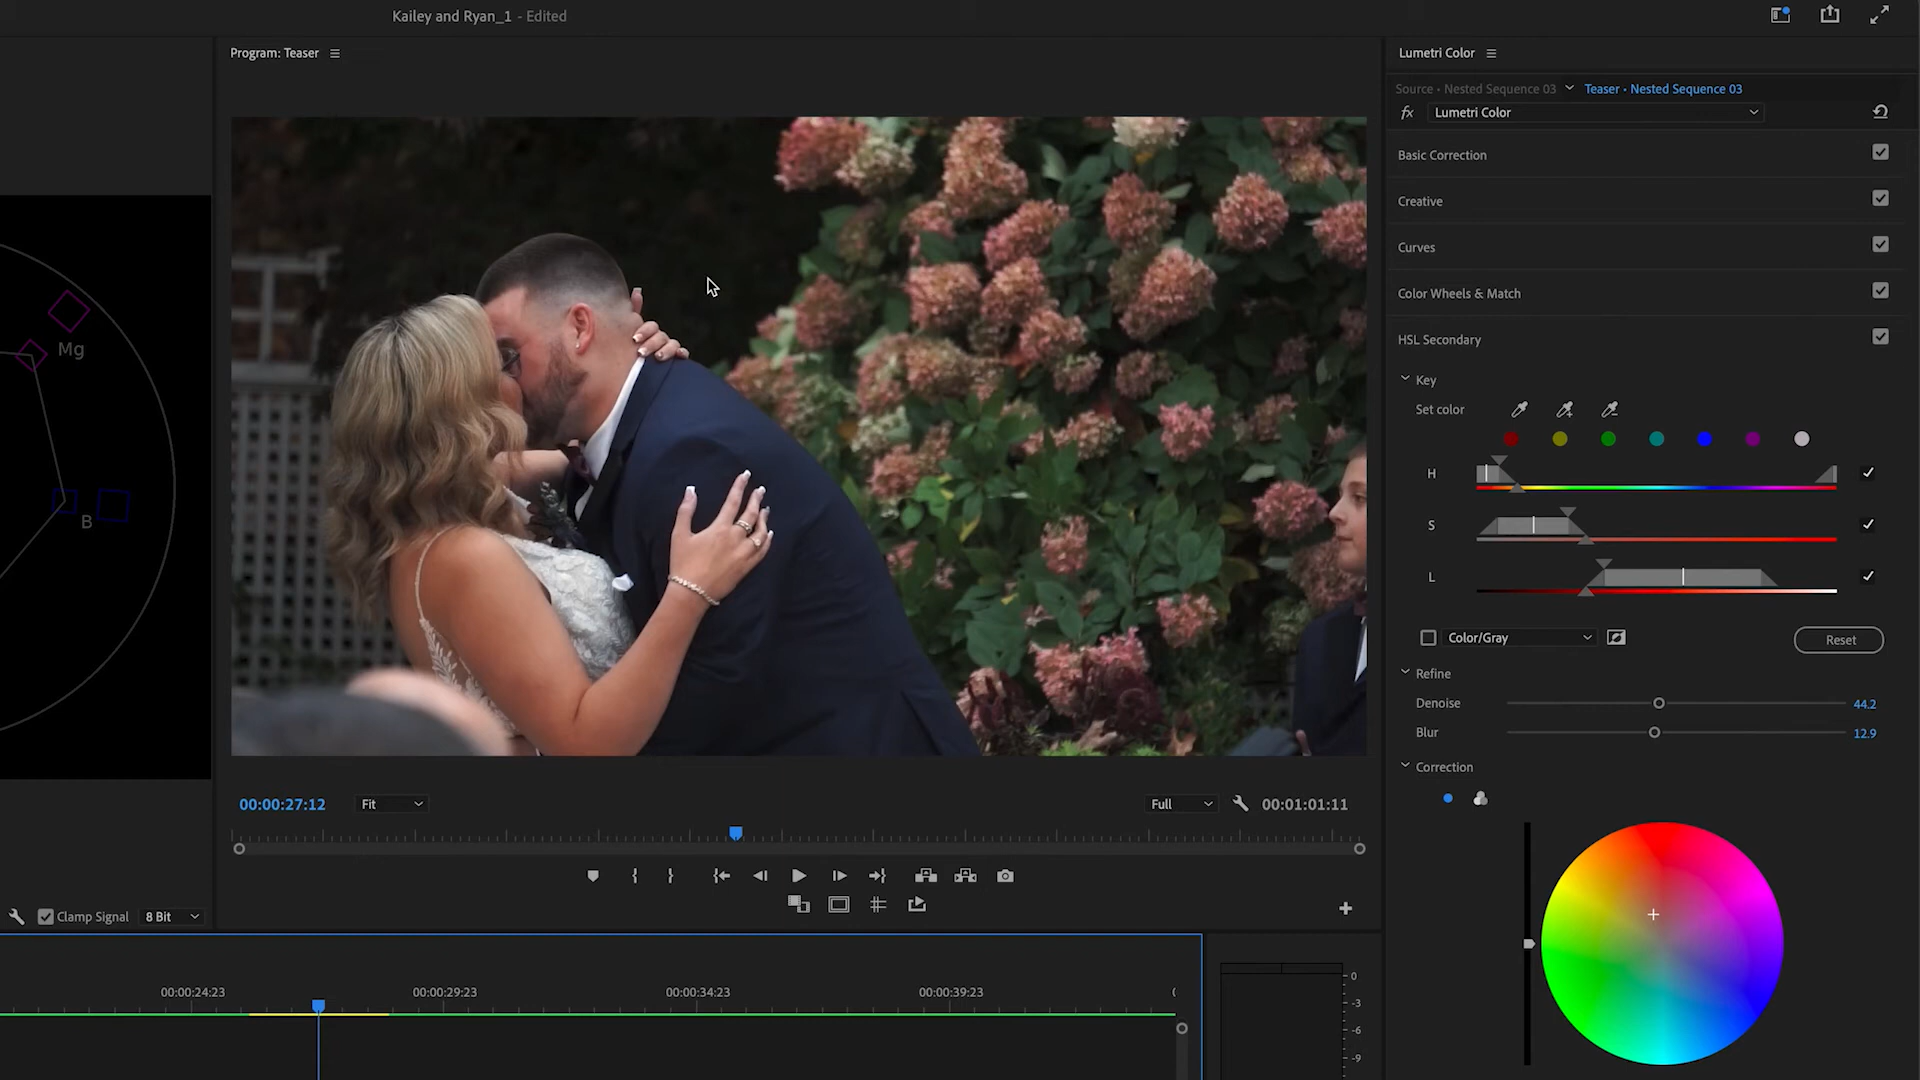 Kailey and Ryan_1 - Edited
Program: Teaser
Lumetri Color
Source • Nested Sequence 03
Teaser • Nested Sequence 03
fx
Lumetri Color
Basic Correction
Creative
Curves
Color Wheels & Match
HSL Secondary
Key
Set color
H
S
L
Color/Gray
Reset
Refine
Denoise
44.2
Blur
12.9
Correction
Mg
B
00:00:27:12
Fit
Full
00:01:01:11
Clamp Signal
8 Bit
00:00:24:23
00:00:29:23
00:00:34:23
00:00:39:23
0
-3
-6
-9